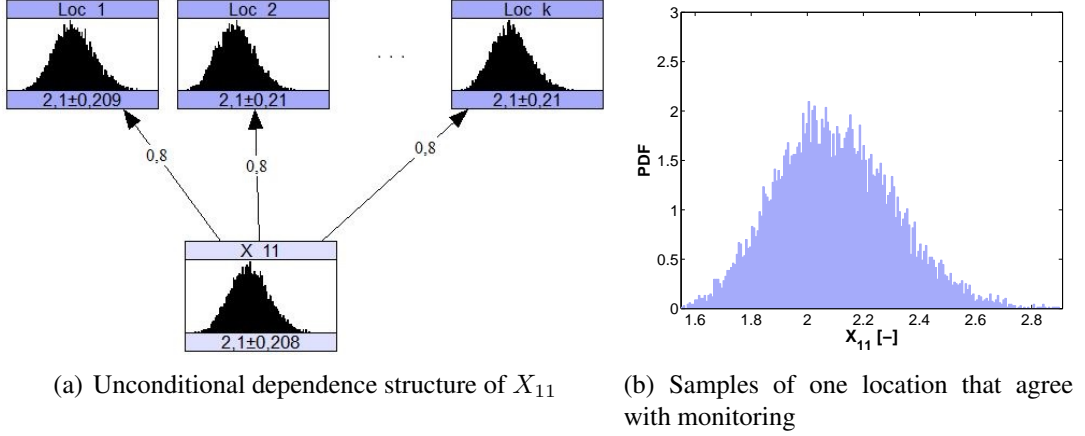 Loc 1
Loc 2
Loc k
. . .
2,1±0,209
2,1±0,21
2,1±0,21
0,8
0,8
0,8
X 11
2,1±0,208
3
2.5
2
1.5
1
0.5
0
PDF
1.6 1.8 2 2.2 2.4 2.6 2.8
X11 [–]
(a) Unconditional dependence structure of X11
(b) Samples of one location that agree
with monitoring